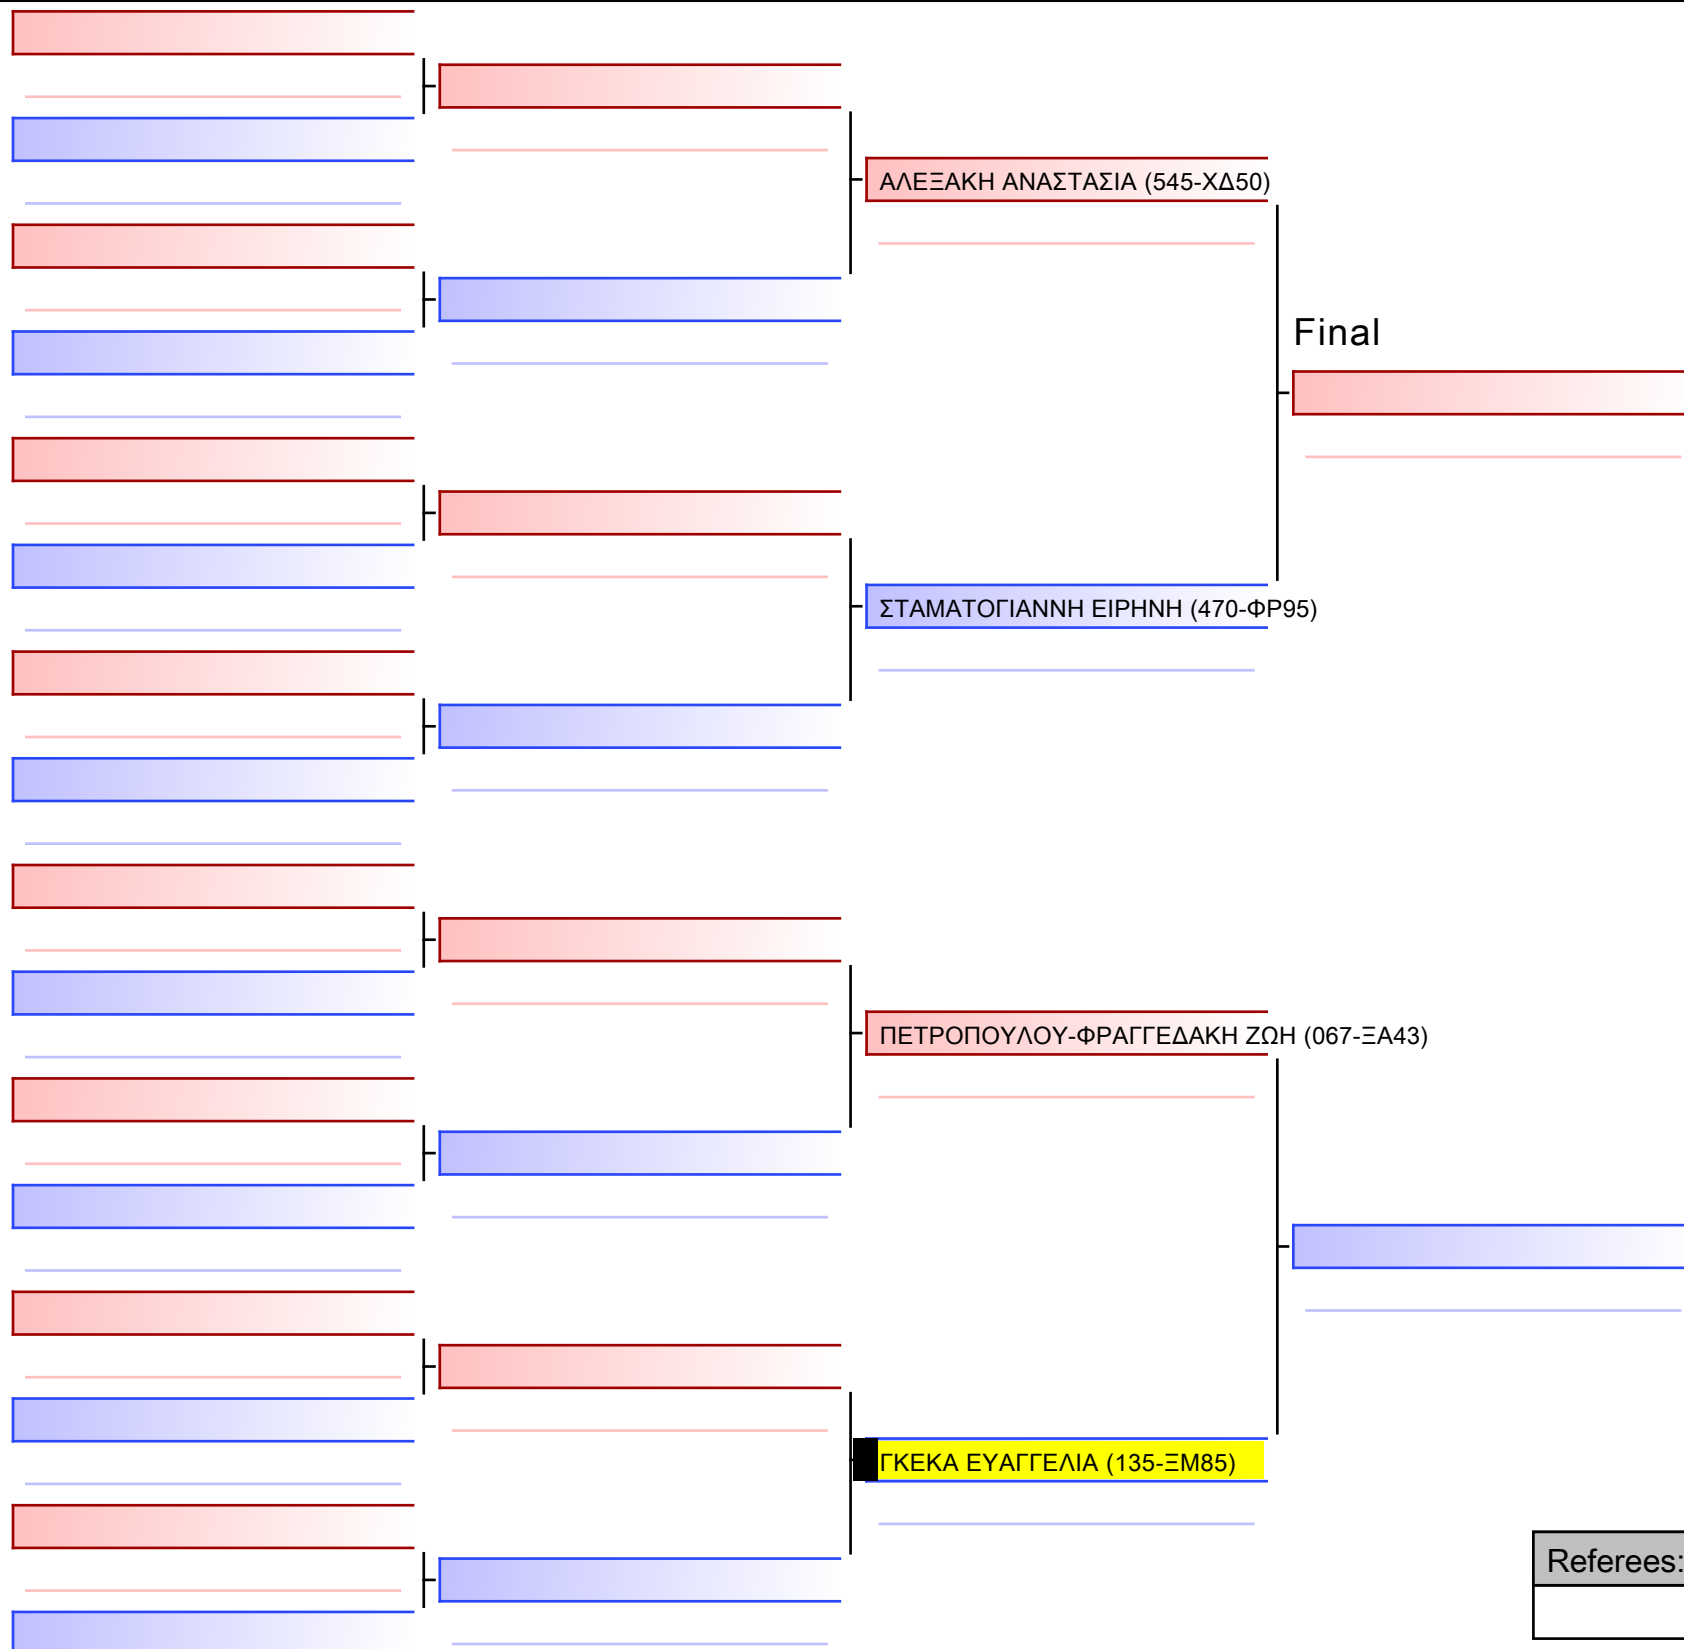 ΑΛΕΞΑΚΗ ΑΝΑΣΤΑΣΙΑ (545-ΧΔ50)
Final
ΣΤΑΜΑΤΟΓΙΑΝΝΗ ΕΙΡΗΝΗ (470-ΦΡ95)
ΠΕΤΡΟΠΟΥΛΟΥ-ΦΡΑΓΓΕΔΑΚΗ ΖΩΗ (067-ΞΑ43)
ΓΚΕΚΑ ΕΥΑΓΓΕΛΙΑ (135-ΞΜ85)
Referees: